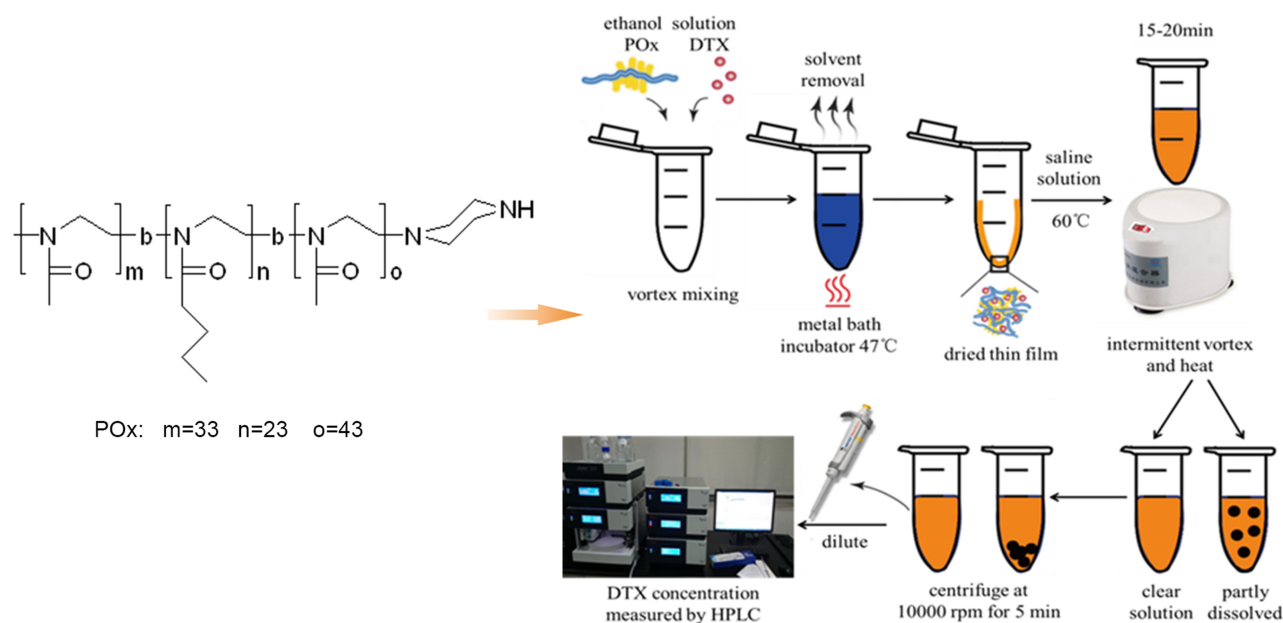 ethanol solution
POx DTX
vortex mixing
solvent
removal
metal bath
incubator 47℃
dried thin film
saline
solution
60℃
15-20min
intermittent vortex
and heat
N
O
m
b
N
O
n
b
N
O
o
N
NH
POx: m=33 n=23 o=43
clear
solution
partly
dissolved
centrifuge at
10000 rpm for 5 min
dilute
DTX concentration
measured by HPLC